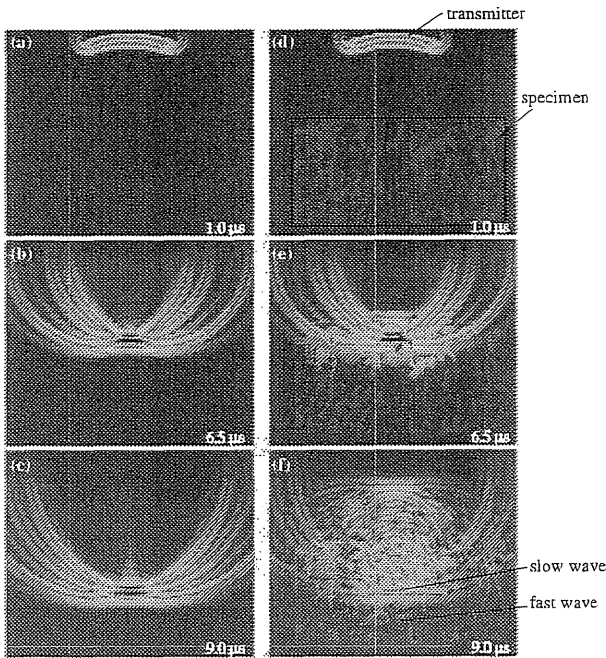 transmitter
(a)
(d)
specimen
1.0 μs
1.0 μs
(b)
(e)
6.5 μs
6.5 μs
(c)
(f)
slow wave
fast wave
9.0 μs
9.0 μs